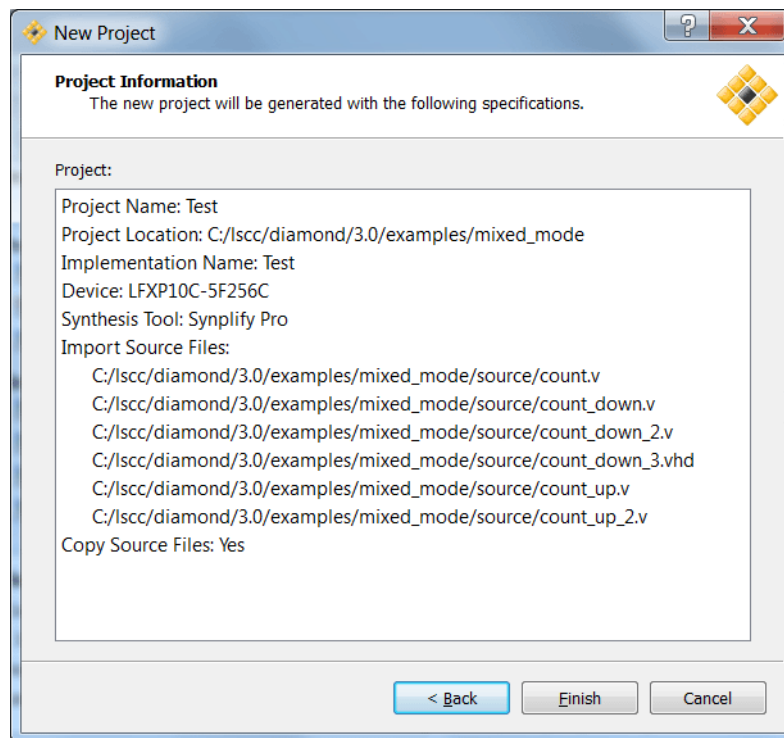 New Project
Project Information
The new project will be generated with the following specifications.
Project:
Project Name: Test
Project Location: C:/lscc/diamond/3.0/examples/mixed_mode
Implementation Name: Test
Device: LFXP10C-5F256C
Synthesis Tool: Synplify Pro
Import Source Files:
C:/lscc/diamond/3.0/examples/mixed_mode/source/count.v
C:/lscc/diamond/3.0/examples/mixed_mode/source/count_down.v
C:/lscc/diamond/3.0/examples/mixed_mode/source/count_down_2.v
C:/lscc/diamond/3.0/examples/mixed_mode/source/count_down_3.vhd
C:/lscc/diamond/3.0/examples/mixed_mode/source/count_up.v
C:/lscc/diamond/3.0/examples/mixed_mode/source/count_up_2.v
Copy Source Files: Yes
< Back Finish Cancel